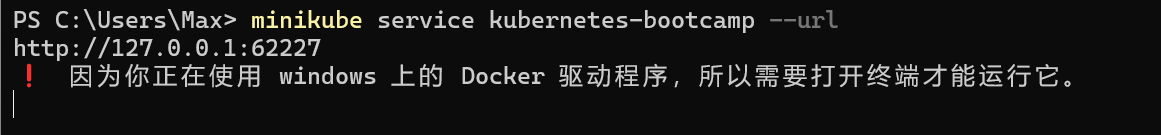 PS C:\Users\Max> minikube service kubernetes-bootcamp --url
http://127.0.0.1:62227
❗ 因为你正在使用 windows 上的 Docker 驱动程序，所以需要打开终端才能运行它。